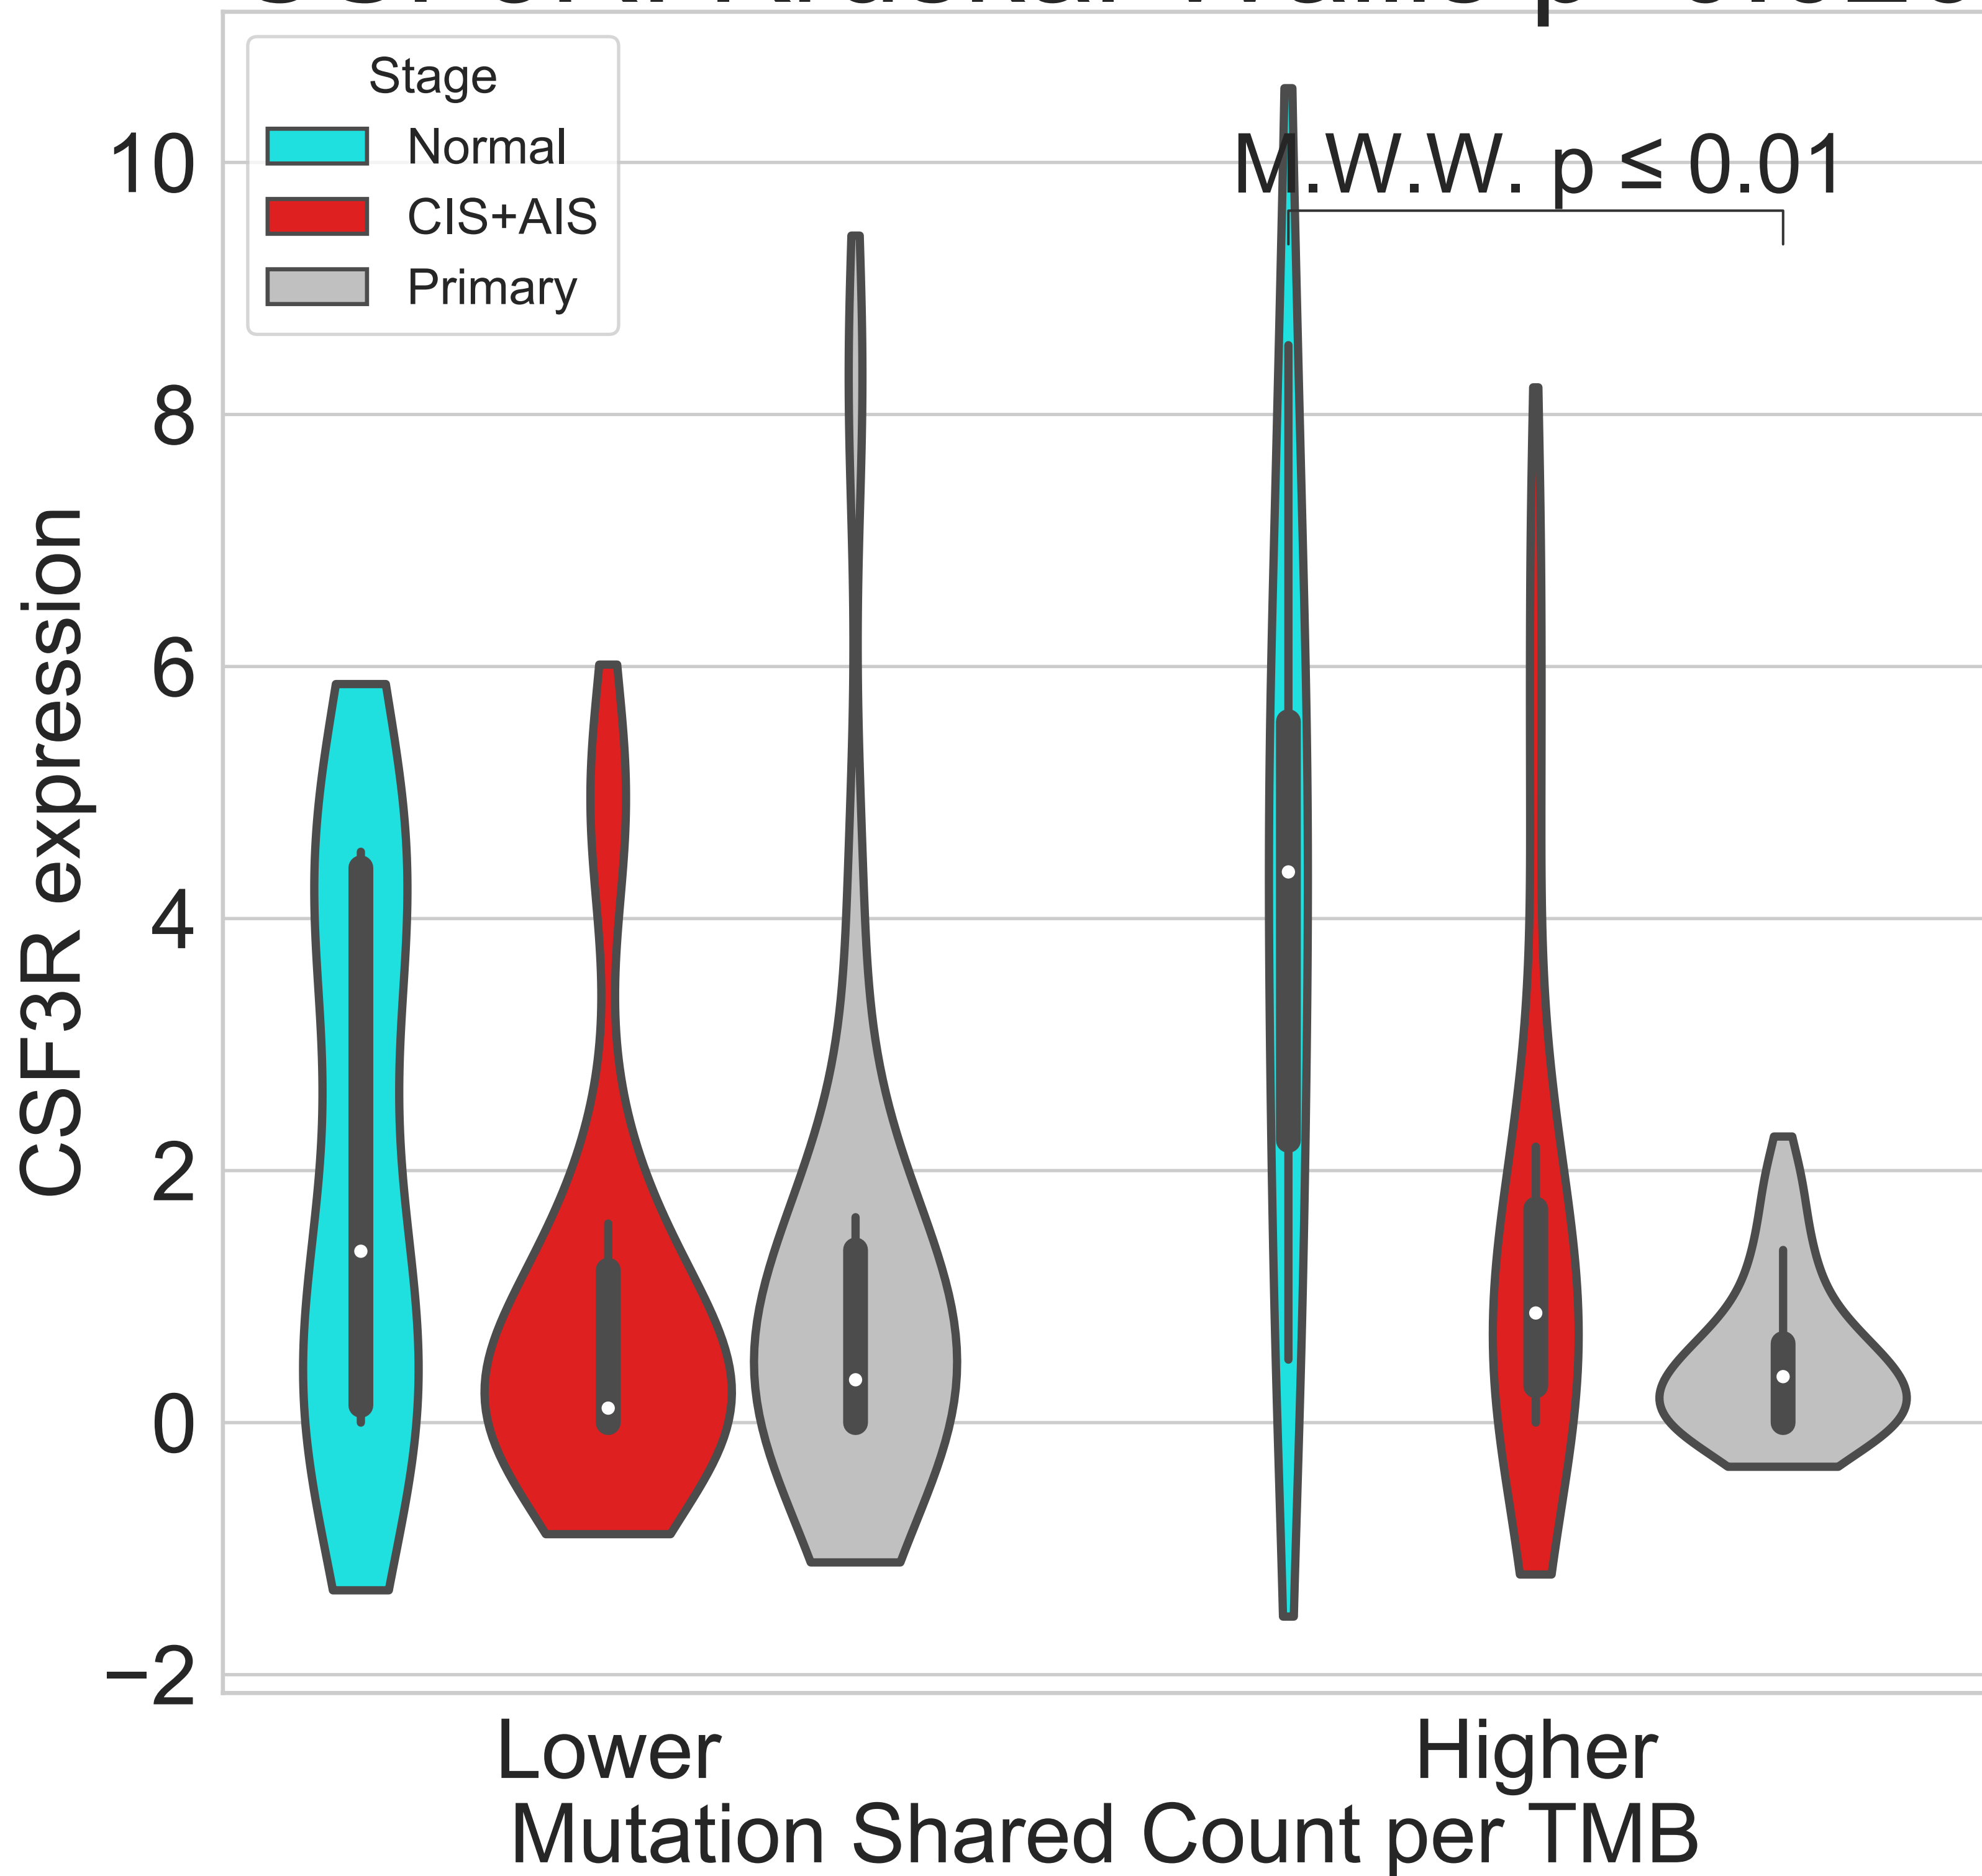 Stage
Normal
CIS+AIS
Primary
M.W.W. p ≤ 0.01
10
8
6
4
2
0
−2
CSF3R expression
Lower
Higher
Mutation Shared Count per TMB